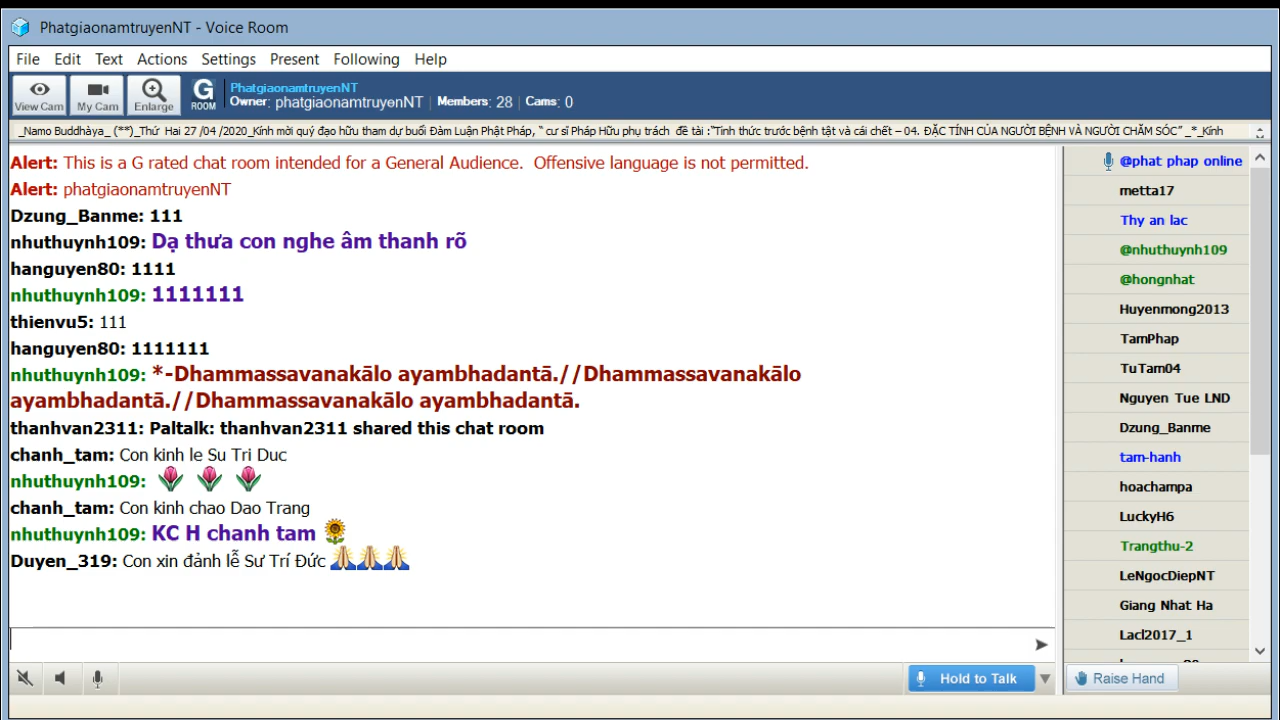 PhatgiaonamtruyenNT - Voice Room
File Edit Text Actions Settings Present Following Help
View Cam My Cam Enlarge G ROOM
PhatgiaonamtruyenNT
Owner: phatgiaonamtruyenNT | Members: 28 | Cams: 0
_Namo Buddhàya_ (**)_Thứ Hai 27 /04 /2020_Kính mời quý đạo hữu tham dự buổi Đàm Luận Phật Pháp, “ cư sĩ Pháp Hữu phụ trách đề tài :“Tỉnh thức trước bệnh tật và cái chết – 04. ĐẶC TÍNH CỦA NGƯỜI BỆNH VÀ NGƯỜI CHĂM SÓC” _*_Kính
Alert: This is a G rated chat room intended for a General Audience. Offensive language is not permitted.
Alert: phatgiaonamtruyenNT
Dzung_Banme: 111
nhuthuynh109: Dạ thưa con nghe âm thanh rõ
hanguyen80: 1111
nhuthuynh109: 1111111
thienvu5: 111
hanguyen80: 1111111
nhuthuynh109: *-Dhammassavanakālo ayambhadantā.//Dhammassavanakālo
ayambhadantā.//Dhammassavanakālo ayambhadantā.
thanhvan2311: Paltalk: thanhvan2311 shared this chat room
chanh_tam: Con kinh le Su Tri Duc
nhuthuynh109:
chanh_tam: Con kinh chao Dao Trang
nhuthuynh109: KC H chanh tam
Duyen_319: Con xin đảnh lễ Sư Trí Đức
@phat phap online
metta17
Thy an lac
@nhuthuynh109
@hongnhat
Huyenmong2013
TamPhap
TuTam04
Nguyen Tue LND
Dzung_Banme
tam-hanh
hoachampa
LuckyH6
Trangthu-2
LeNgocDiepNT
Giang Nhat Ha
Lacl2017_1
Hold to Talk
Raise Hand